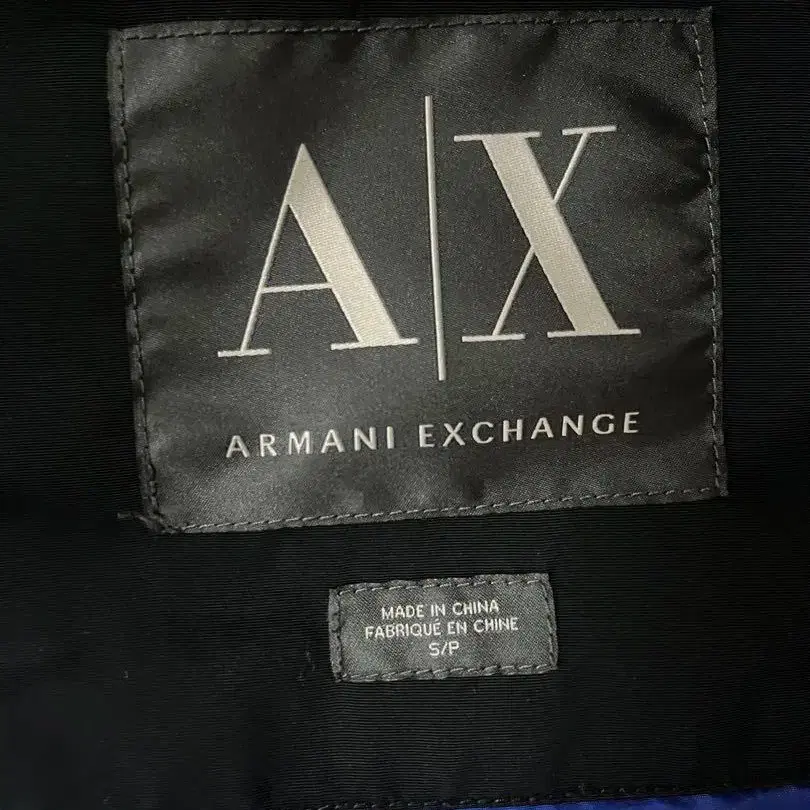 A|X
ARMANI EXCHANGE
MADE IN CHINA
FABRIQUÉ EN CHINE
S/P